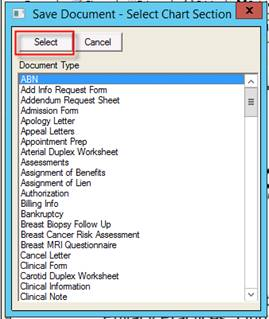 Save Document - Select Chart Section
Select Cancel
Document Type
ABN
Add Info Request Form
Addendum Request Sheet
Admission Form
Apology Letter
Appeal Letters
Appointment Prep
Arterial Duplex Worksheet
Assessments
Assignment of Benefits
Assignment of Lien
Authorization
Billing Info
Bankruptcy
Breast Biopsy Follow Up
Breast Cancer Risk Assessment
Breast MRI Questionnaire
Cancel Letter
Clinical Form
Carotid Duplex Worksheet
Clinical Information
Clinical Note